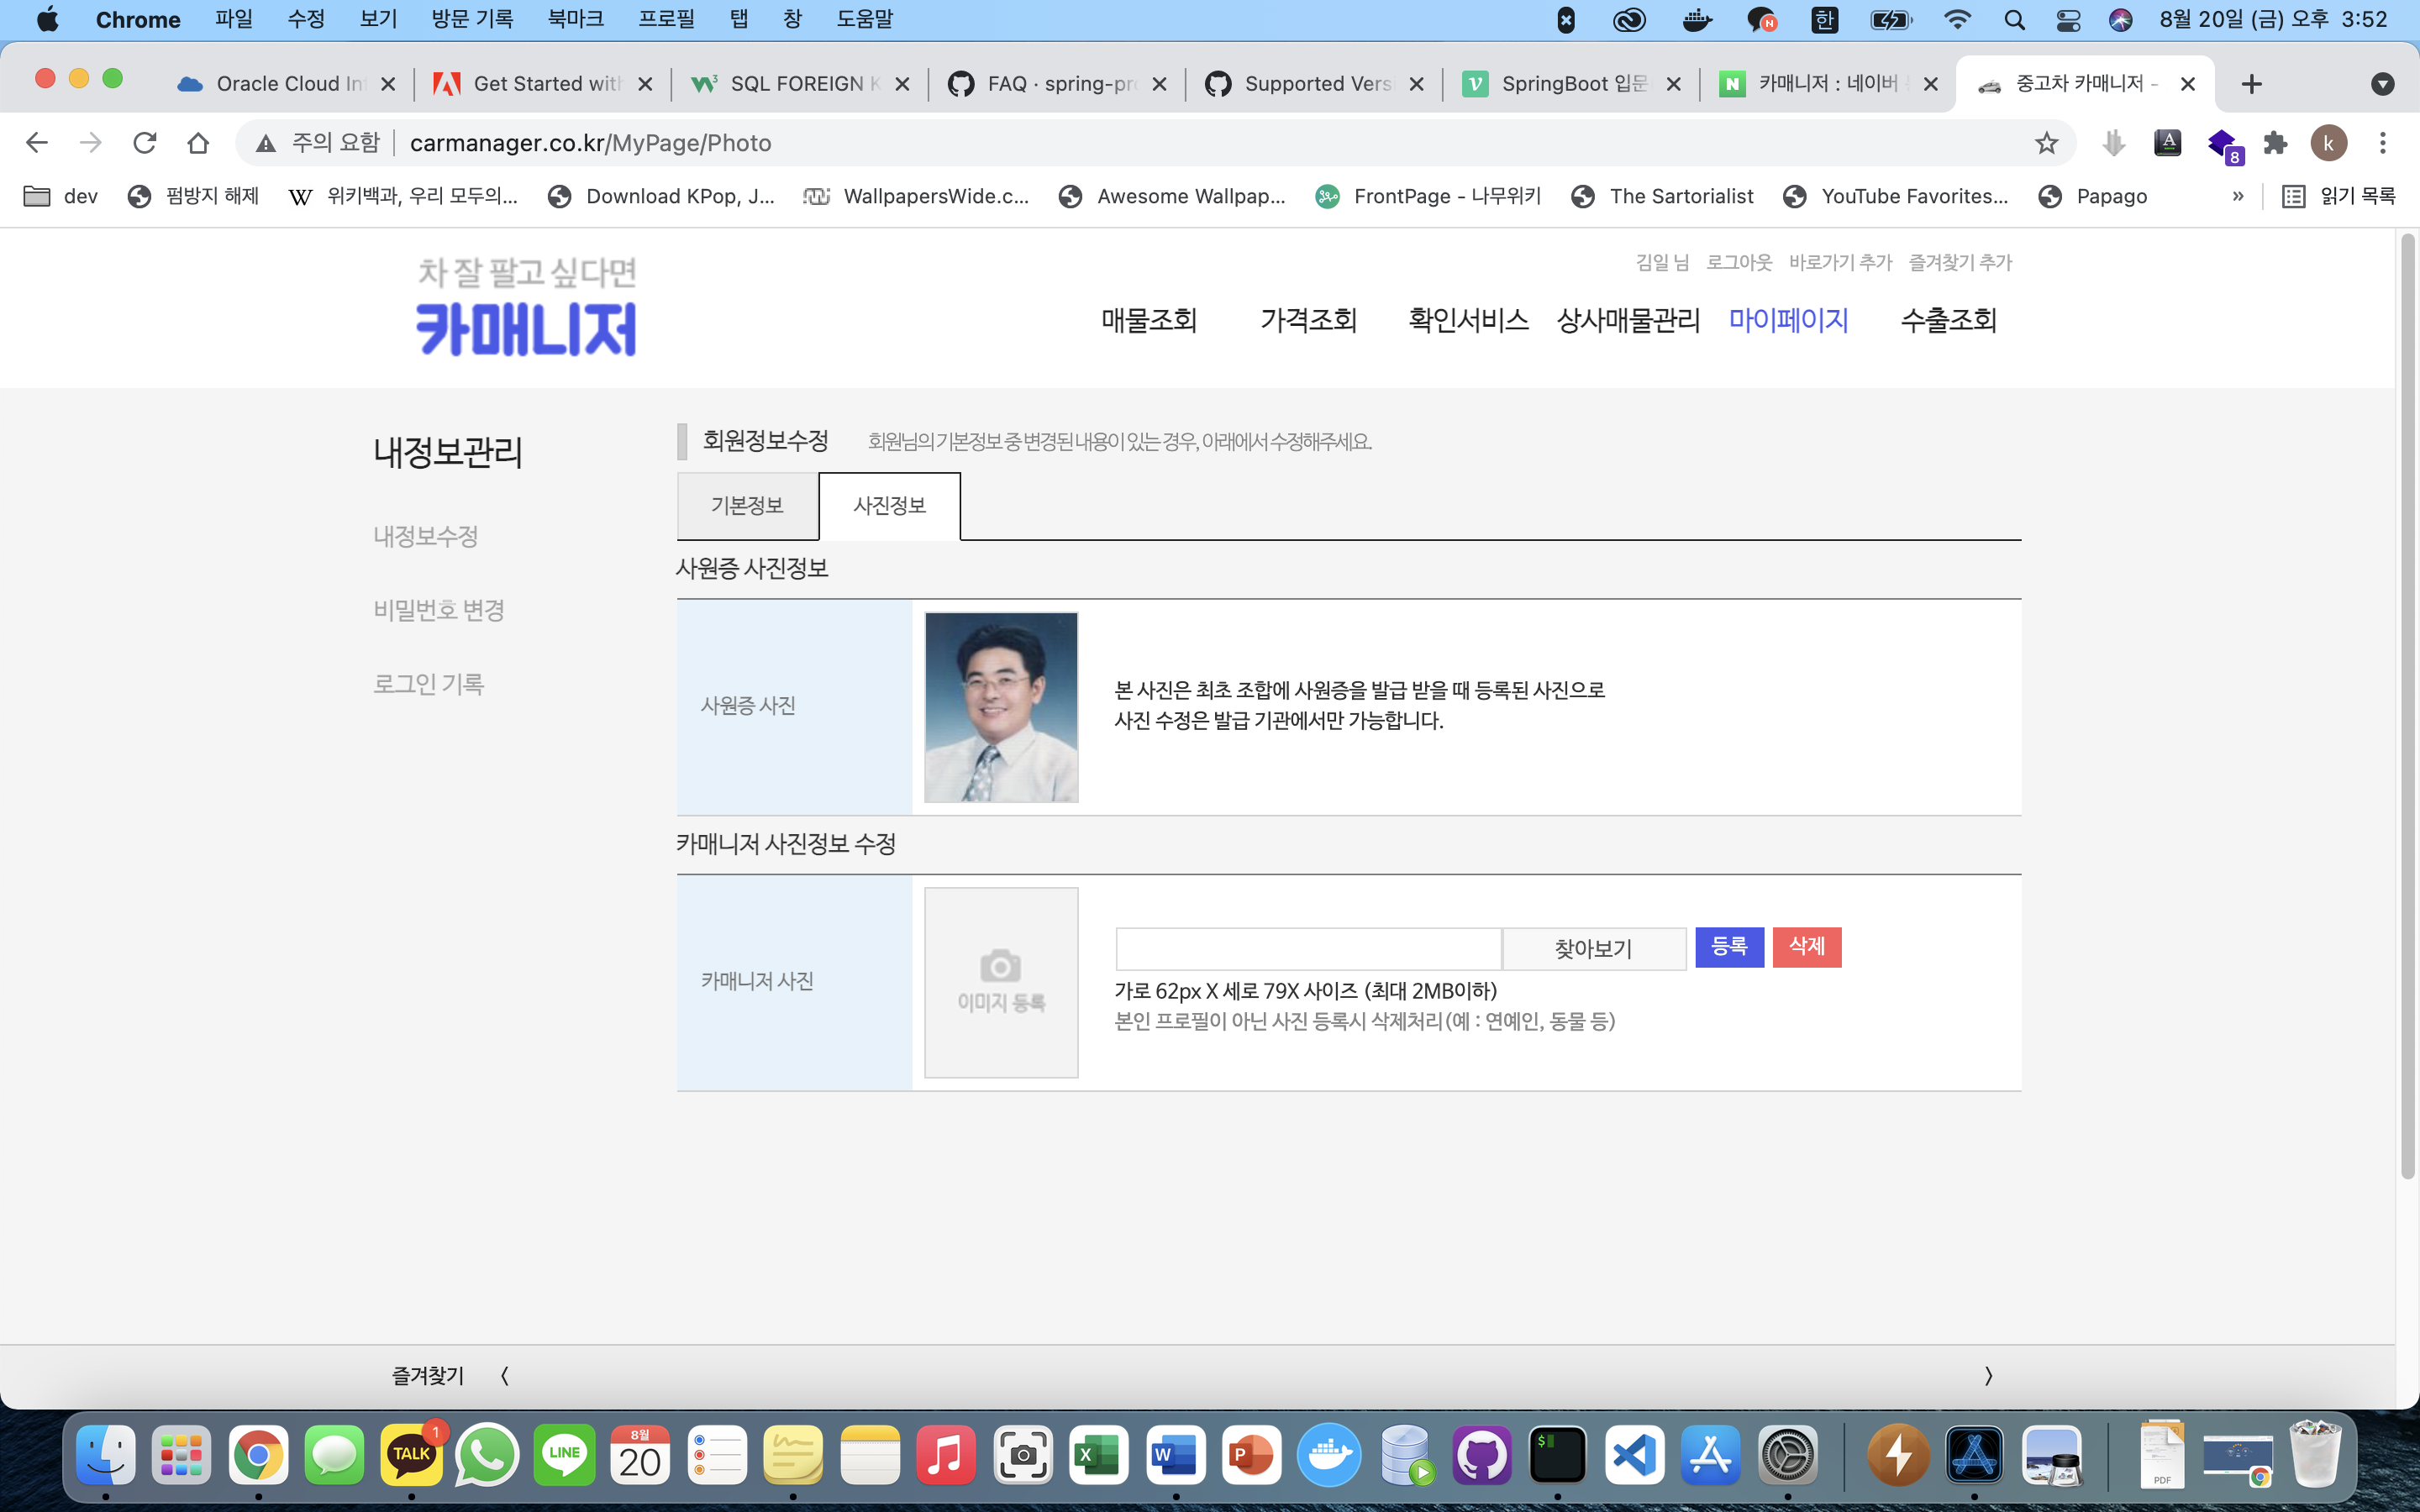 Chrome 파일 수정 보기 방문 기록 북마크 프로필 탭 창 도움말 한 8월 20일 (금) 오후 3:52
Oracle Cloud In Get Started with SQL FOREIGN K FAQ · spring-pro Supported Vers SpringBoot 입문 카매니저 : 네이버 중고차 카매니저 -
주의 요함 carmanager.co.kr/MyPage/Photo A 8 k
dev 펌방지 해제 위키백과, 우리 모두의... Download KPop, J... WallpapersWide.c... Awesome Wallpap... FrontPage - 나무위키 The Sartorialist YouTube Favorites... Papago » 읽기 목록
차 잘 팔고 싶다면
카매니저
김일 님 로그아웃 바로가기 추가 즐겨찾기 추가
매물조회 가격조회 확인서비스 상사매물관리 마이페이지 수출조회
내정보관리
내정보수정
비밀번호 변경
로그인 기록
회원정보수정 회원님의 기본정보 중 변경된 내용이 있는 경우, 아래에서 수정해주세요.
기본정보 사진정보
사원증 사진정보
사원증 사진
본 사진은 최초 조합에 사원증을 발급 받을 때 등록된 사진으로
사진 수정은 발급 기관에서만 가능합니다.
카매니저 사진정보 수정
카매니저 사진
이미지 등록
찾아보기 등록 삭제
가로 62px X 세로 79X 사이즈 (최대 2MB이하)
본인 프로필이 아닌 사진 등록시 삭제처리(예 : 연예인, 동물 등)
즐겨찾기 〈 〉
TALK 1 LINE 8월 20 X W P $ PDF